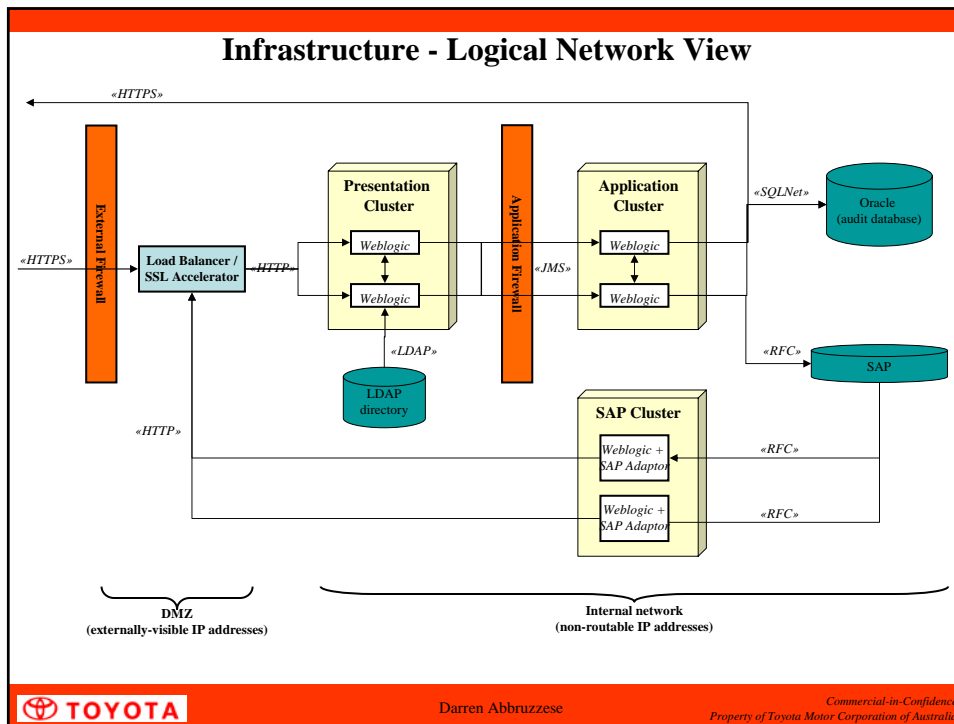 Infrastructure - Logical Network View
«HTTPS»
External Firewall
«HTTPS»
Load Balancer /
SSL Accelerator
«HTTP»
Presentation
Cluster
Weblogic
Weblogic
«LDAP»
LDAP
directory
Application Firewall
«JMS»
Application
Cluster
Weblogic
Weblogic
«SQLNet»
Oracle
(audit database)
«RFC»
SAP
SAP Cluster
Weblogic +
SAP Adaptor
«RFC»
Weblogic +
SAP Adaptor
«RFC»
«HTTP»
DMZ
(externally-visible IP addresses)
Internal network
(non-routable IP addresses)
TOYOTA
Darren Abbruzzese
Commercial-in-Confidence
Property of Toyota Motor Corporation of Australia